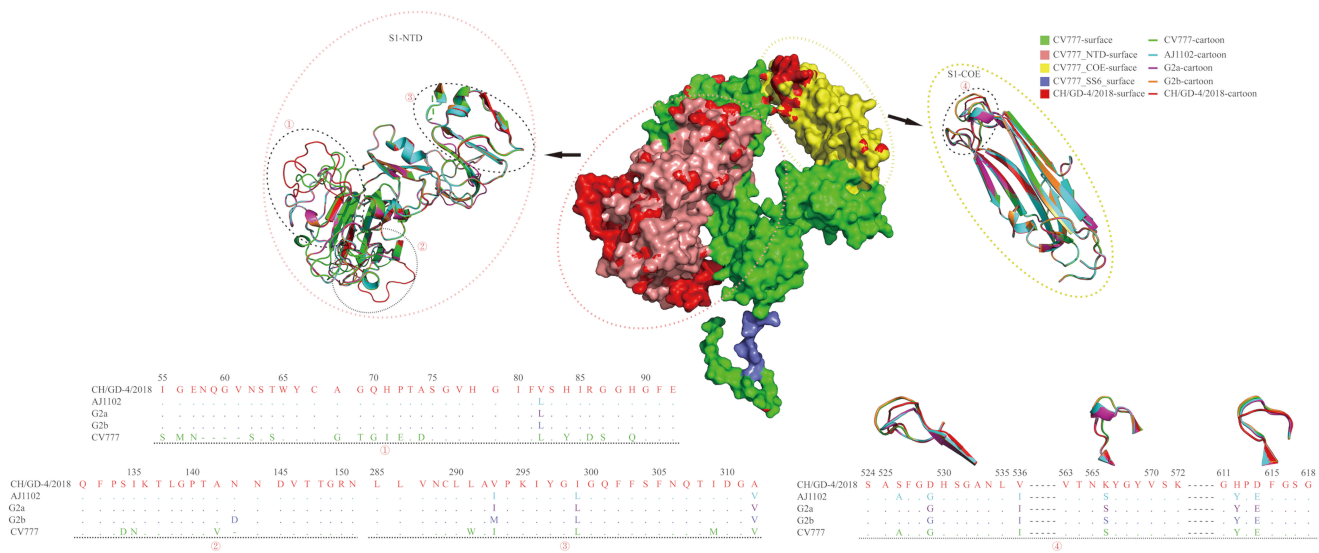 S1-NTD
①
②
③
CV777-surface CV777-cartoon
CV777_NTD-surface AJ1102-cartoon
CV777_COE-surface G2a-cartoon
CV777_SS6_surface G2b-cartoon
CH/GD-4/2018-surface CH/GD-4/2018-cartoon
S1-COE
④
55 60 65 70 75 80 85 90
CH/GD-4/2018 I G E N Q G V N S T W Y C A G Q H P T A S G V H G I F V S H I R G G H G F E
AJ1102 . . . . . . . . . . . . . . . . . . . . . . . . . . . L . . . . . . . . . .
G2a . . . . . . . . . . . . . . . . . . . . . . . . . . . L . . . . . . . . . .
G2b . . . . . . . . . . . . . . . . . . . . . . . . . . . L . . . . . . . . . .
CV777 S M N - - - - S . S . . . G . T G I E . D . . . . . . . L . Y . D S . Q . . .
①
135 140 145 150 285 290 295 300 305 310
CH/GD-4/2018 Q F P S I K T L G P T A N N D V T T G R N L L V N C L L A V P K I Y G I Q F F S F N Q T I D G A
AJ1102 . . . . . . . . . . . . . . . . . . . . . . . . . . . . . . I . . . . . L . . . . . . . . . . . V
G2a . . . . . . . . . . . . . . . . . . . . . . . . . . . . . . I . . . . . L . . . . . . . . . . . V
G2b . . . . . . . . . . . . D . . . . . . . . . . . . . . . . . M . . . . . L . . . . . . . . . . . V
CV777 . . . D N . . . . . . V - . . . . . . . . . . . . . . . W . I . . . . . L . . . . . . . . M . . V
② ③
524 525 530 535 536 563 565 570 572 611 615 618
CH/GD-4/2018 S A S F G D H S G A N L V ----- V T N K Y G Y V S K ----- G H P D F G S G
AJ1102 . . A . . G . . . . . . I ----- . . . S . . . . . . ----- . Y . E . . . .
G2a . . . . . G . . . . . . I ----- . . . S . . . . . . ----- . Y . E . . . .
G2b . . . . . G . . . . . . I ----- . . . S . . . . . . ----- . Y . E . . . .
CV777 . . A . . G . . . . . . I ----- . . . S . . . . . . ----- . Y . E . . . .
④